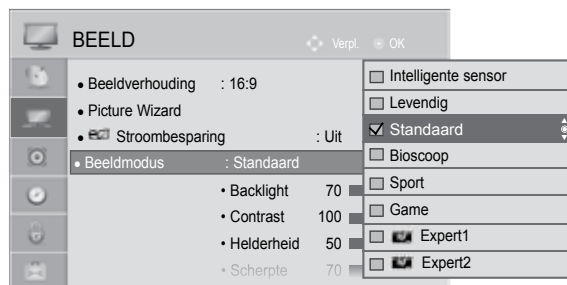 BEELD
Verpl. OK
• Beeldverhouding : 16:9
• Picture Wizard
• Stroombesparing : Uit
• Beeldmodus : Standaard
• Backlight 70
• Contrast 100
• Helderheid 50
• Scherpte 70
Intelligente sensor
Levendig
Standaard
Bioscoop
Sport
Game
Expert1
Expert2